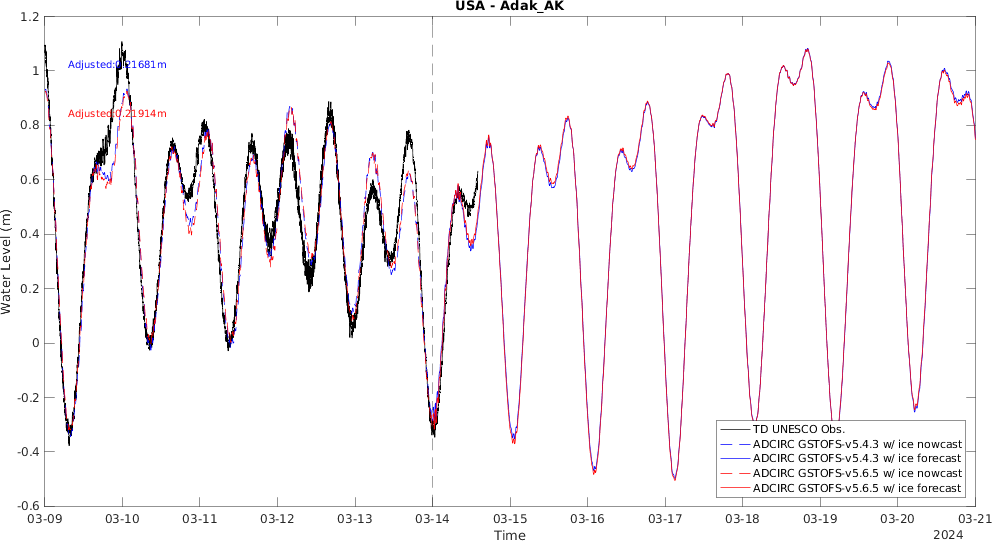 USA - Adak_AK
1.2
1
0.8
0.6
0.4
0.2
0
-0.2
-0.4
-0.6
Water Level (m)
Adjusted:0.21681m
Adjusted:0.21914m
TD UNESCO Obs.
ADCIRC GSTOFS-v5.4.3 w/ ice nowcast
ADCIRC GSTOFS-v5.4.3 w/ ice forecast
ADCIRC GSTOFS-v5.6.5 w/ ice nowcast
ADCIRC GSTOFS-v5.6.5 w/ ice forecast
03-09 03-10 03-11 03-12 03-13 03-14 03-15 03-16 03-17 03-18 03-19 03-20 03-21
Time
2024